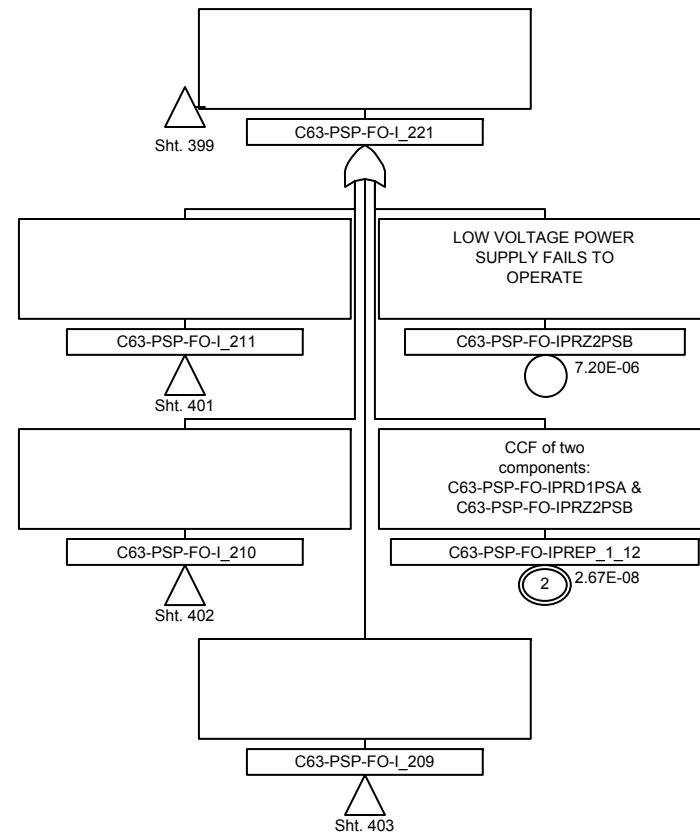 C63-PSP-FO-I_221
Sht. 399
C63-PSP-FO-I_211
Sht. 401
LOW VOLTAGE POWER
SUPPLY FAILS TO
OPERATE
C63-PSP-FO-IPRZ2PSB
7.20E-06
C63-PSP-FO-I_210
Sht. 402
CCF of two
components:
C63-PSP-FO-IPRD1PSA &
C63-PSP-FO-IPRZ2PSB
C63-PSP-FO-IPREP_1_12
2
2.67E-08
C63-PSP-FO-I_209
Sht. 403